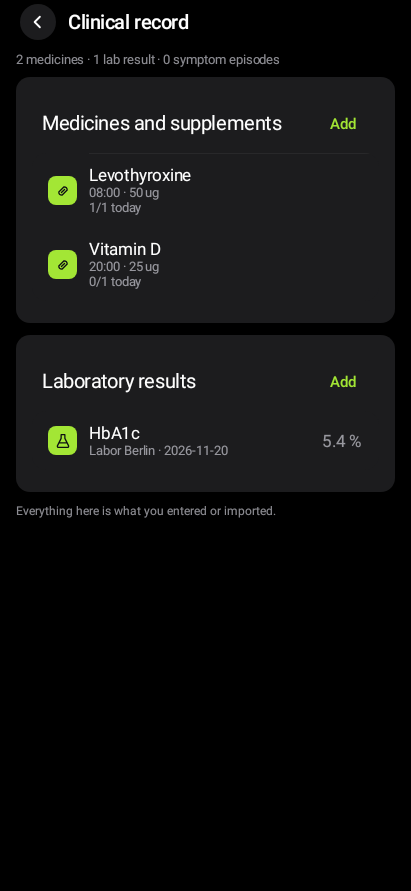 Clinical record
2 medicines · 1 lab result · 0 symptom episodes
Medicines and supplements
Add
Levothyroxine
08:00 · 50 ug
1/1 today
Vitamin D
20:00 · 25 ug
0/1 today
Laboratory results
Add
HbA1c
5.4 %
Labor Berlin · 2026-11-20
Everything here is what you entered or imported.